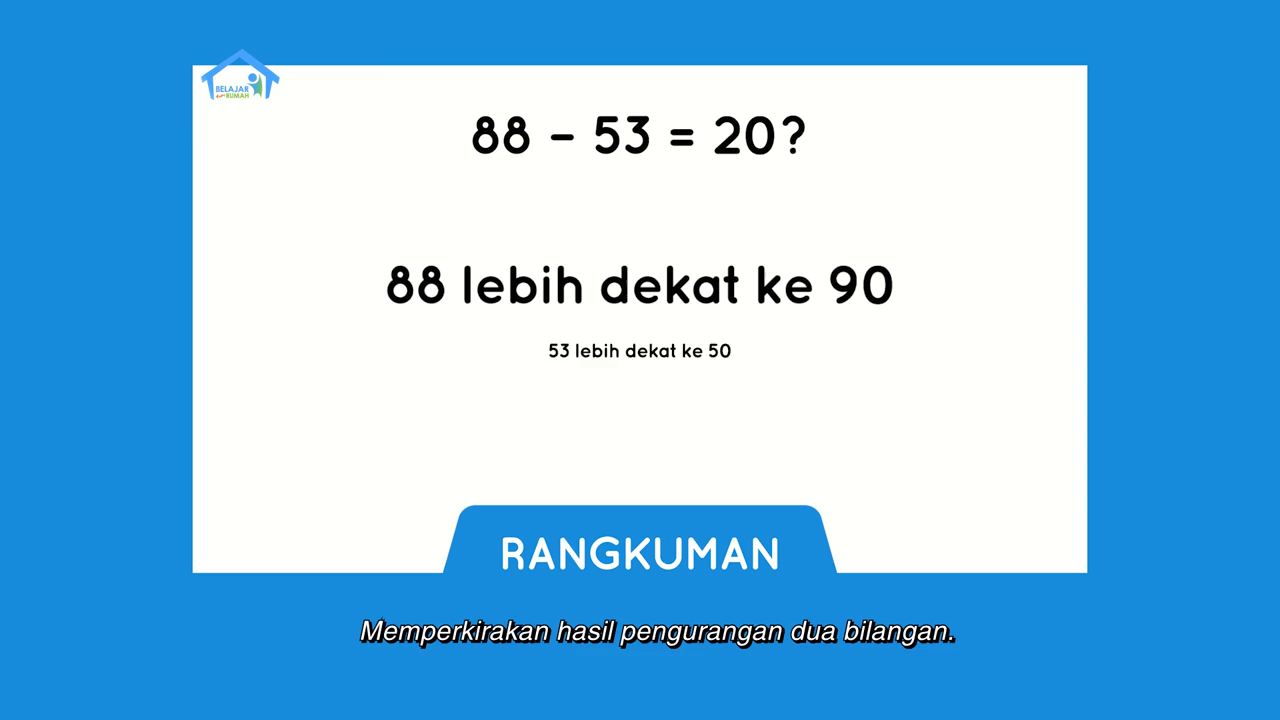 BELAJAR
dari RUMAH
88 – 53 = 20?
88 lebih dekat ke 90
53 lebih dekat ke 50
RANGKUMAN
Memperkirakan hasil pengurangan dua bilangan.